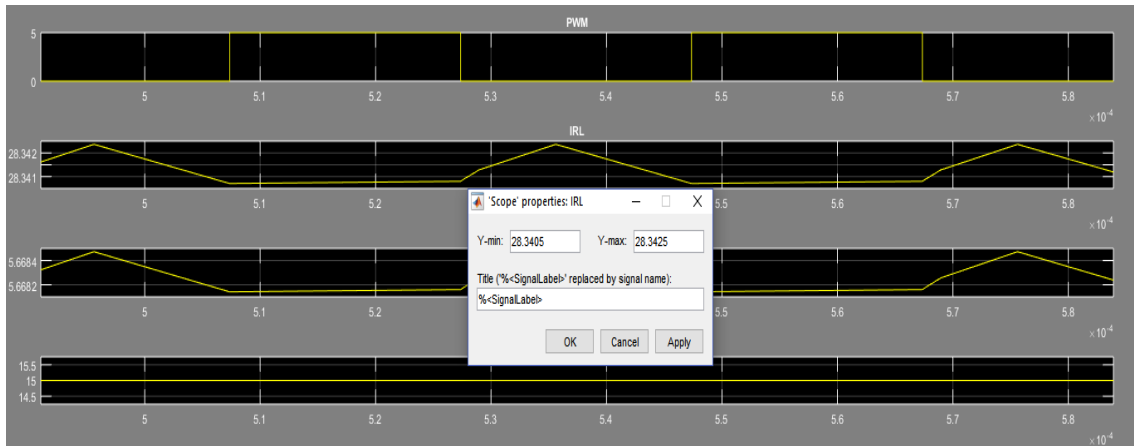 PWM
5
0
5 5.1 5.2 5.3 5.4 5.5 5.6 5.7 5.8
×10-4
IRL
28.342
28.341
5 5.1 5.2 5.5 5.6 5.7 5.8
×10-4
'Scope' properties: IRL
Y-min: 28.3405 Y-max: 28.3425
Title ('%<SignalLabel>' replaced by signal name):
%<SignalLabel>
OK Cancel Apply
5.6684
5.6682
5 5.1 5.2 5.5 5.6 5.7 5.8
×10-4
15.5
15
14.5
5 5.1 5.2 5.3 5.4 5.5 5.6 5.7 5.8
×10-4